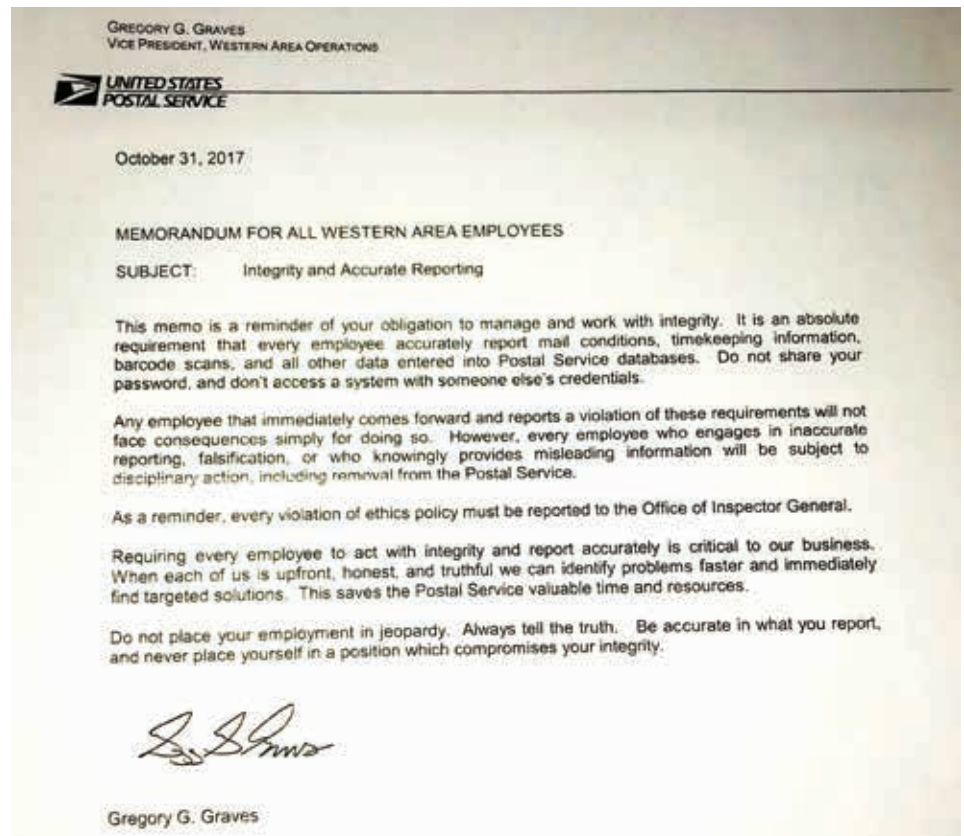 GREGORY G. GRAVES
VICE PRESIDENT, WESTERN AREA OPERATIONS
UNITED STATES
POSTAL SERVICE
October 31, 2017
MEMORANDUM FOR ALL WESTERN AREA EMPLOYEES
SUBJECT: Integrity and Accurate Reporting
This memo is a reminder of your obligation to manage and work with integrity. It is an absolute
requirement that every employee accurately report mail conditions, timekeeping information,
barcode scans, and all other data entered into Postal Service databases. Do not share your
password, and don't access a system with someone else's credentials.
Any employee that immediately comes forward and reports a violation of these requirements will not
face consequences simply for doing so. However, every employee who engages in inaccurate
reporting, falsification, or who knowingly provides misleading information will be subject to
disciplinary action, including removal from the Postal Service.
As a reminder, every violation of ethics policy must be reported to the Office of Inspector General.
Requiring every employee to act with integrity and report accurately is critical to our business.
When each of us is upfront, honest, and truthful we can identify problems faster and immediately
find targeted solutions. This saves the Postal Service valuable time and resources.
Do not place your employment in jeopardy. Always tell the truth. Be accurate in what you report,
and never place yourself in a position which compromises your integrity.
Gregory G. Graves